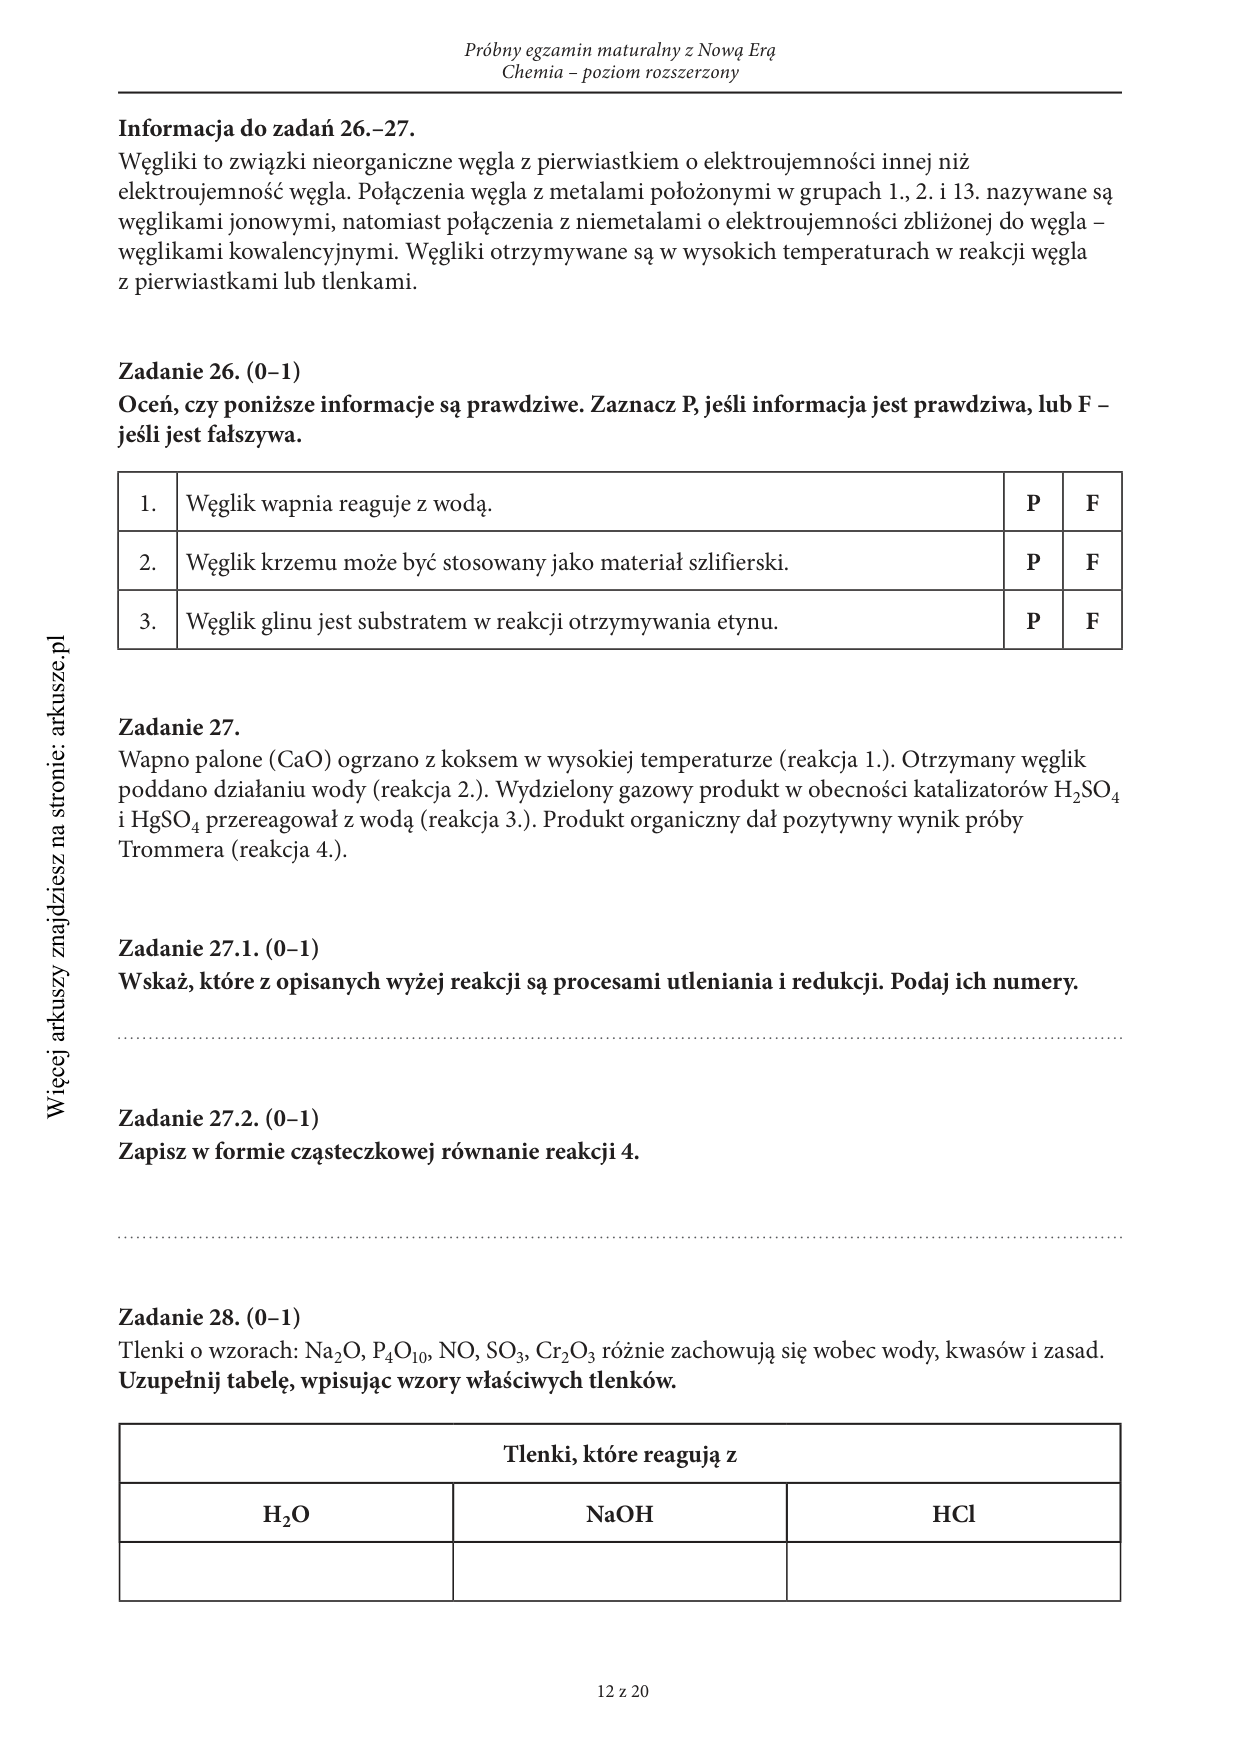 Próbny egzamin maturalny z Nową Erą
Chemia – poziom rozszerzony
Informacja do zadań 26.–27.
Węgliki to związki nieorganiczne węgla z pierwiastkiem o elektroujemności innej niż
elektroujemność węgla. Połączenia węgla z metalami położonymi w grupach 1., 2. i 13. nazywane są
węglikami jonowymi, natomiast połączenia z niemetalami o elektroujemności zbliżonej do węgla –
węglikami kowalencyjnymi. Węgliki otrzymywane są w wysokich temperaturach w reakcji węgla
z pierwiastkami lub tlenkami.
Zadanie 26. (0–1)
Oceń, czy poniższe informacje są prawdziwe. Zaznacz P, jeśli informacja jest prawdziwa, lub F –
jeśli jest fałszywa.
1. Węglik wapnia reaguje z wodą. P F
2. Węglik krzemu może być stosowany jako materiał szlifierski. P F
3. Węglik glinu jest substratem w reakcji otrzymywania etynu. P F
Zadanie 27.
Wapno palone (CaO) ogrzano z koksem w wysokiej temperaturze (reakcja 1.). Otrzymany węglik
poddano działaniu wody (reakcja 2.). Wydzielony gazowy produkt w obecności katalizatorów H₂SO₄
i HgSO₄ przereagował z wodą (reakcja 3.). Produkt organiczny dał pozytywny wynik próby
Trommera (reakcja 4.).
Zadanie 27.1. (0–1)
Wskaż, które z opisanych wyżej reakcji są procesami utleniania i redukcji. Podaj ich numery.
Zadanie 27.2. (0–1)
Zapisz w formie cząsteczkowej równanie reakcji 4.
Zadanie 28. (0–1)
Tlenki o wzorach: Na₂O, P₄O₁₀, NO, SO₃, Cr₂O₃ różnie zachowują się wobec wody, kwasów i zasad.
Uzupełnij tabelę, wpisując wzory właściwych tlenków.
Tlenki, które reagują z
H₂O NaOH HCl
12 z 20
Więcej arkuszy znajdziesz na stronie: arkusze.pl